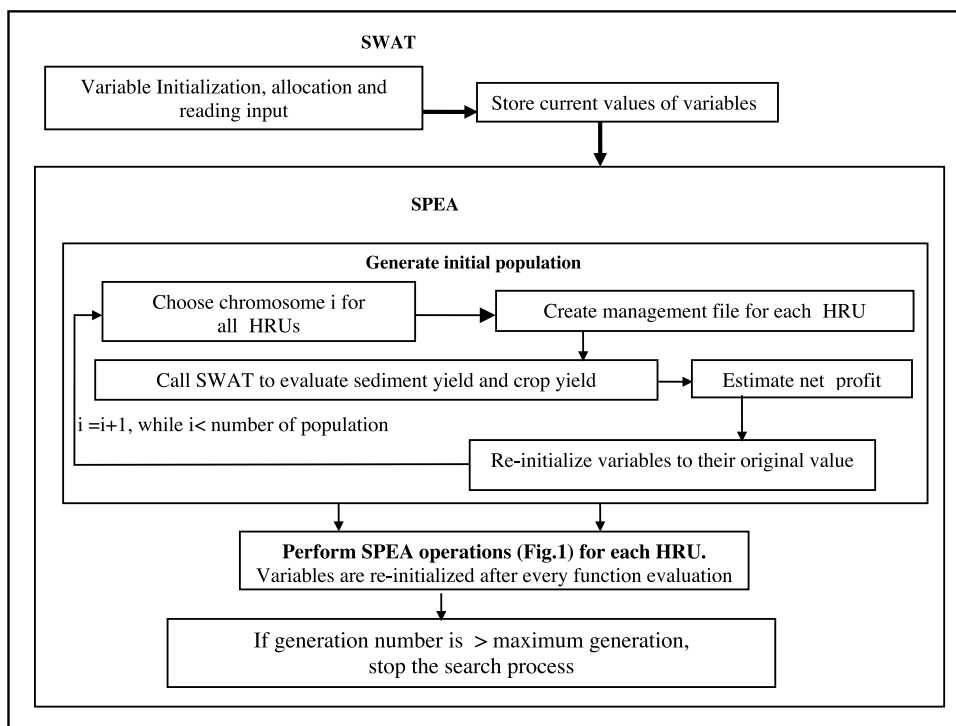 SWAT
Variable Initialization, allocation and
reading input
Store current values of variables
SPEA
Generate initial population
Choose chromosome i for
all HRUs
Create management file for each HRU
Call SWAT to evaluate sediment yield and crop yield
Estimate net profit
i =i+1, while i< number of population
Re-initialize variables to their original value
Perform SPEA operations (Fig.1) for each HRU.
Variables are re-initialized after every function evaluation
If generation number is > maximum generation,
stop the search process